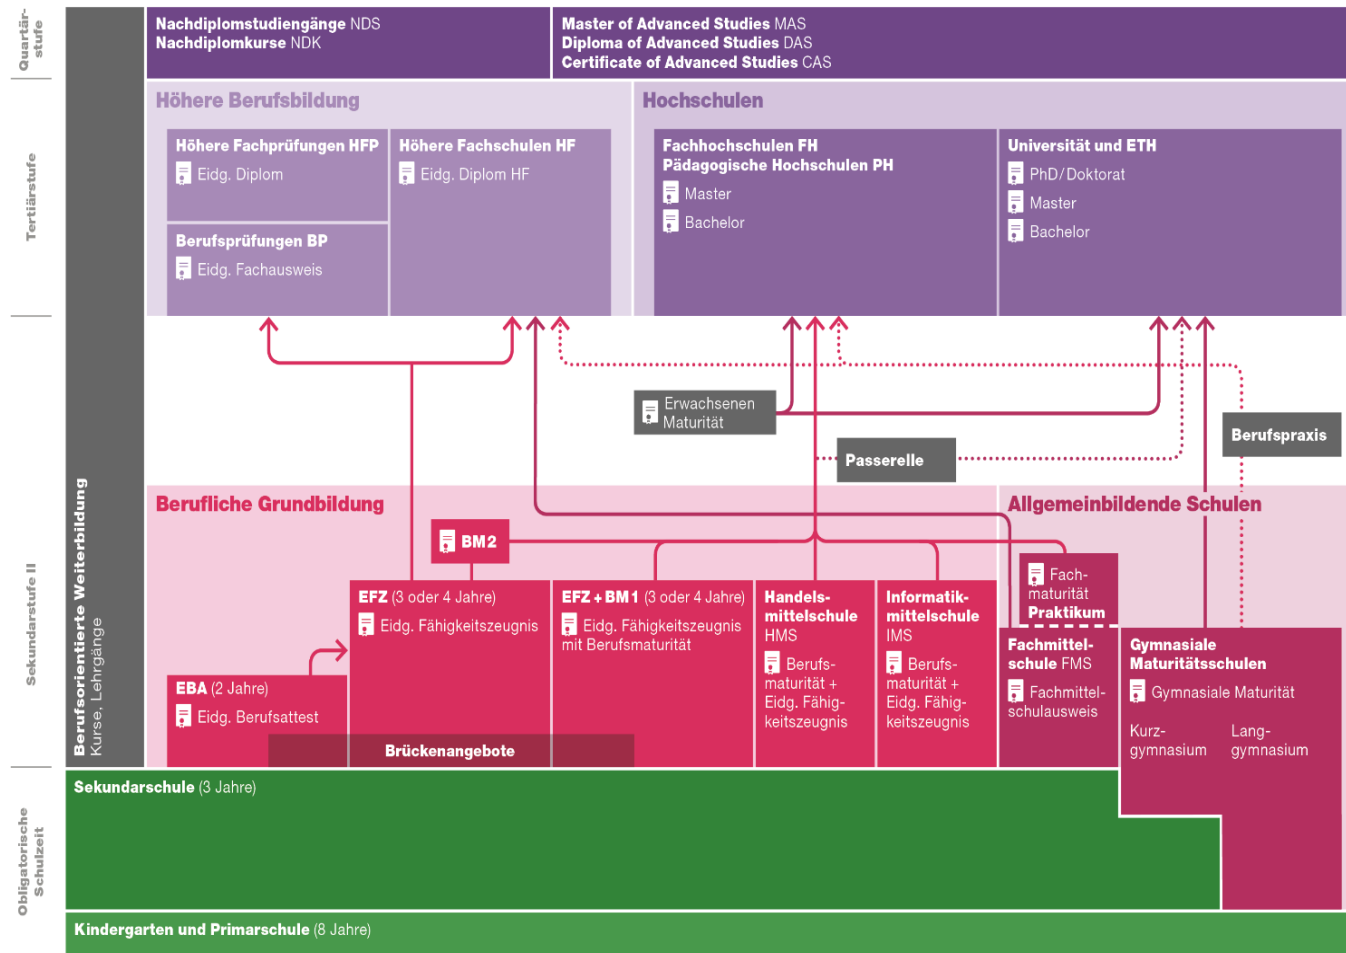 Quartär-
stufe
Nachdiplomstudiengänge NDS
Nachdiplomkurse NDK
Master of Advanced Studies MAS
Diploma of Advanced Studies DAS
Certificate of Advanced Studies CAS
Tertiärstufe
Höhere Berufsbildung
Höhere Fachprüfungen HFP
Eidg. Diplom
Berufsprüfungen BP
Eidg. Fachausweis
Höhere Fachschulen HF
Eidg. Diplom HF
Hochschulen
Fachhochschulen FH
Pädagogische Hochschulen PH
Master
Bachelor
Universität und ETH
PhD/Doktorat
Master
Bachelor
Erwachsenen
Maturität
Passerelle
Berufspraxis
Sekundarstufe II
Berufsorientierte Weiterbildung
Kurse, Lehrgänge
Berufliche Grundbildung
BM2
EBA (2 Jahre)
Eidg. Berufsattest
EFZ (3 oder 4 Jahre)
Eidg. Fähigkeitszeugnis
EFZ + BM1 (3 oder 4 Jahre)
Eidg. Fähigkeitszeugnis
mit Berufsmaturität
Brückenangebote
Handels-
mittelschule
HMS
Berufs-
maturität +
Eidg. Fähig-
keitszeugnis
Informatik-
mittelschule
IMS
Berufs-
maturität +
Eidg. Fähig-
keitszeugnis
Allgemeinbildende Schulen
Fach-
maturität
Praktikum
Fachmittel-
schule FMS
Fachmittel-
schulausweis
Gymnasiale
Maturitätsschulen
Gymnasiale Maturität
Kurz-
gymnasium
Lang-
gymnasium
Obligatorische
Schulzeit
Sekundarschule (3 Jahre)
Kindergarten und Primarschule (8 Jahre)